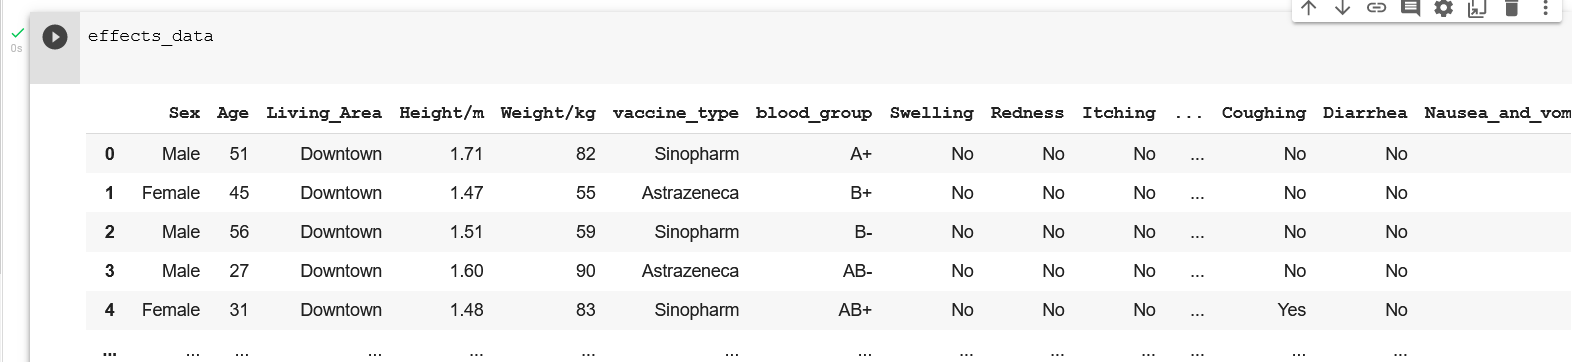 0s
effects_data
Sex Age Living_Area Height/m Weight/kg vaccine_type blood_group Swelling Redness Itching ... Coughing Diarrhea Nausea_and_vom
0 Male 51 Downtown 1.71 82 Sinopharm A+ No No No ... No No
1 Female 45 Downtown 1.47 55 Astrazeneca B+ No No No ... No No
2 Male 56 Downtown 1.51 59 Sinopharm B- No No No ... No No
3 Male 27 Downtown 1.60 90 Astrazeneca AB- No No No ... No No
4 Female 31 Downtown 1.48 83 Sinopharm AB+ No No No ... Yes No
... ... ... ... ... ... ... ... ... ... ... ... ... ...